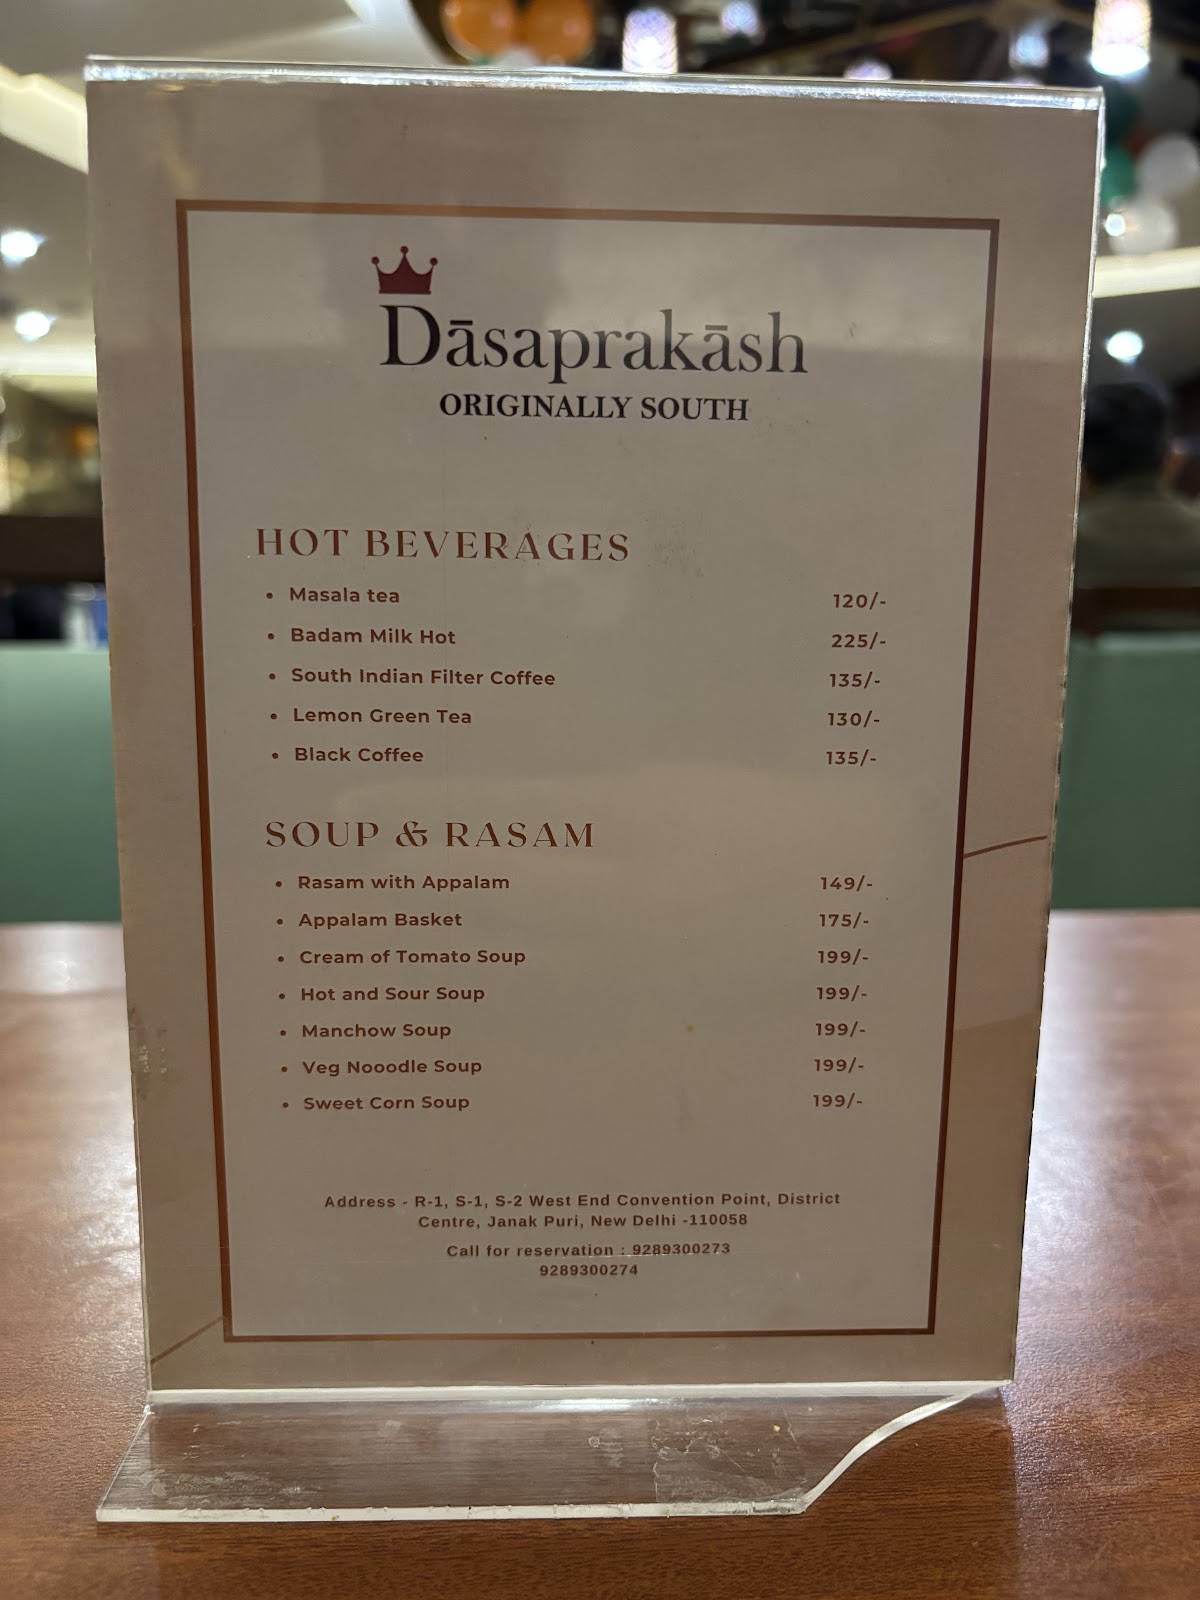 Dāsaprakāsh
ORIGINALLY SOUTH
HOT BEVERAGES
• Masala tea 120/-
• Badam Milk Hot 225/-
• South Indian Filter Coffee 135/-
• Lemon Green Tea 130/-
• Black Coffee 135/-
SOUP & RASAM
• Rasam with Appalam 149/-
• Appalam Basket 175/-
• Cream of Tomato Soup 199/-
• Hot and Sour Soup 199/-
• Manchow Soup 199/-
• Veg Nooodle Soup 199/-
• Sweet Corn Soup 199/-
Address - R-1, S-1, S-2 West End Convention Point, District
Centre, Janak Puri, New Delhi -110058
Call for reservation : 9289300273
9289300274